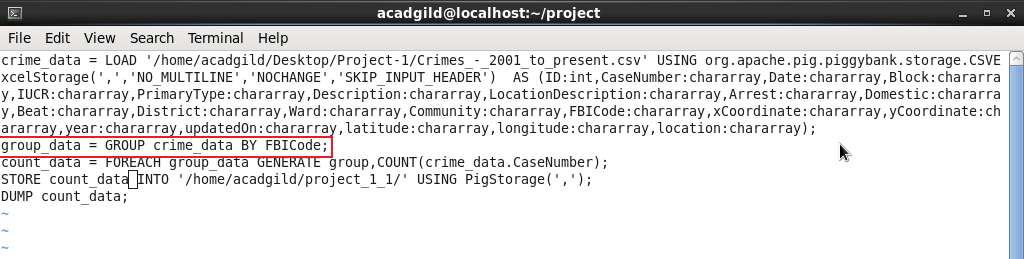 acadgild@localhost:~/project
File Edit View Search Terminal Help
crime_data = LOAD '/home/acadgild/Desktop/Project-1/Crimes_-_2001_to_present.csv' USING org.apache.pig.piggybank.storage.CSVE
xcelStorage(',','NO_MULTILINE','NOCHANGE','SKIP_INPUT_HEADER')  AS (ID:int,CaseNumber:chararray,Date:chararray,Block:chararra
y,IUCR:chararray,PrimaryType:chararray,Description:chararray,LocationDescription:chararray,Arrest:chararray,Domestic:chararra
y,Beat:chararray,District:chararray,Ward:chararray,Community:chararray,FBICode:chararray,xCoordinate:chararray,yCoordinate:ch
ararray,year:chararray,updatedOn:chararray,latitude:chararray,longitude:chararray,location:chararray);
group_data = GROUP crime_data BY FBICode;
count_data = FOREACH group_data GENERATE group,COUNT(crime_data.CaseNumber);
STORE count_data INTO '/home/acadgild/project_1_1/' USING PigStorage(',');
DUMP count_data;
~
~
~